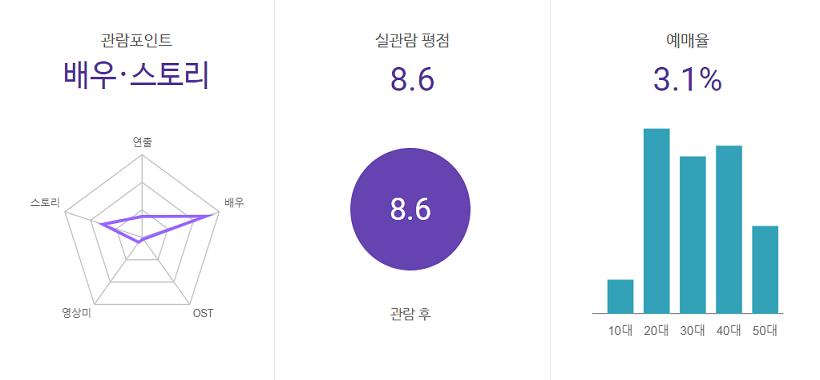 관람포인트
배우·스토리
연출
스토리
배우
영상미
OST
실관람 평점
8.6
8.6
관람 후
예매율
3.1%
10대 20대 30대 40대 50대